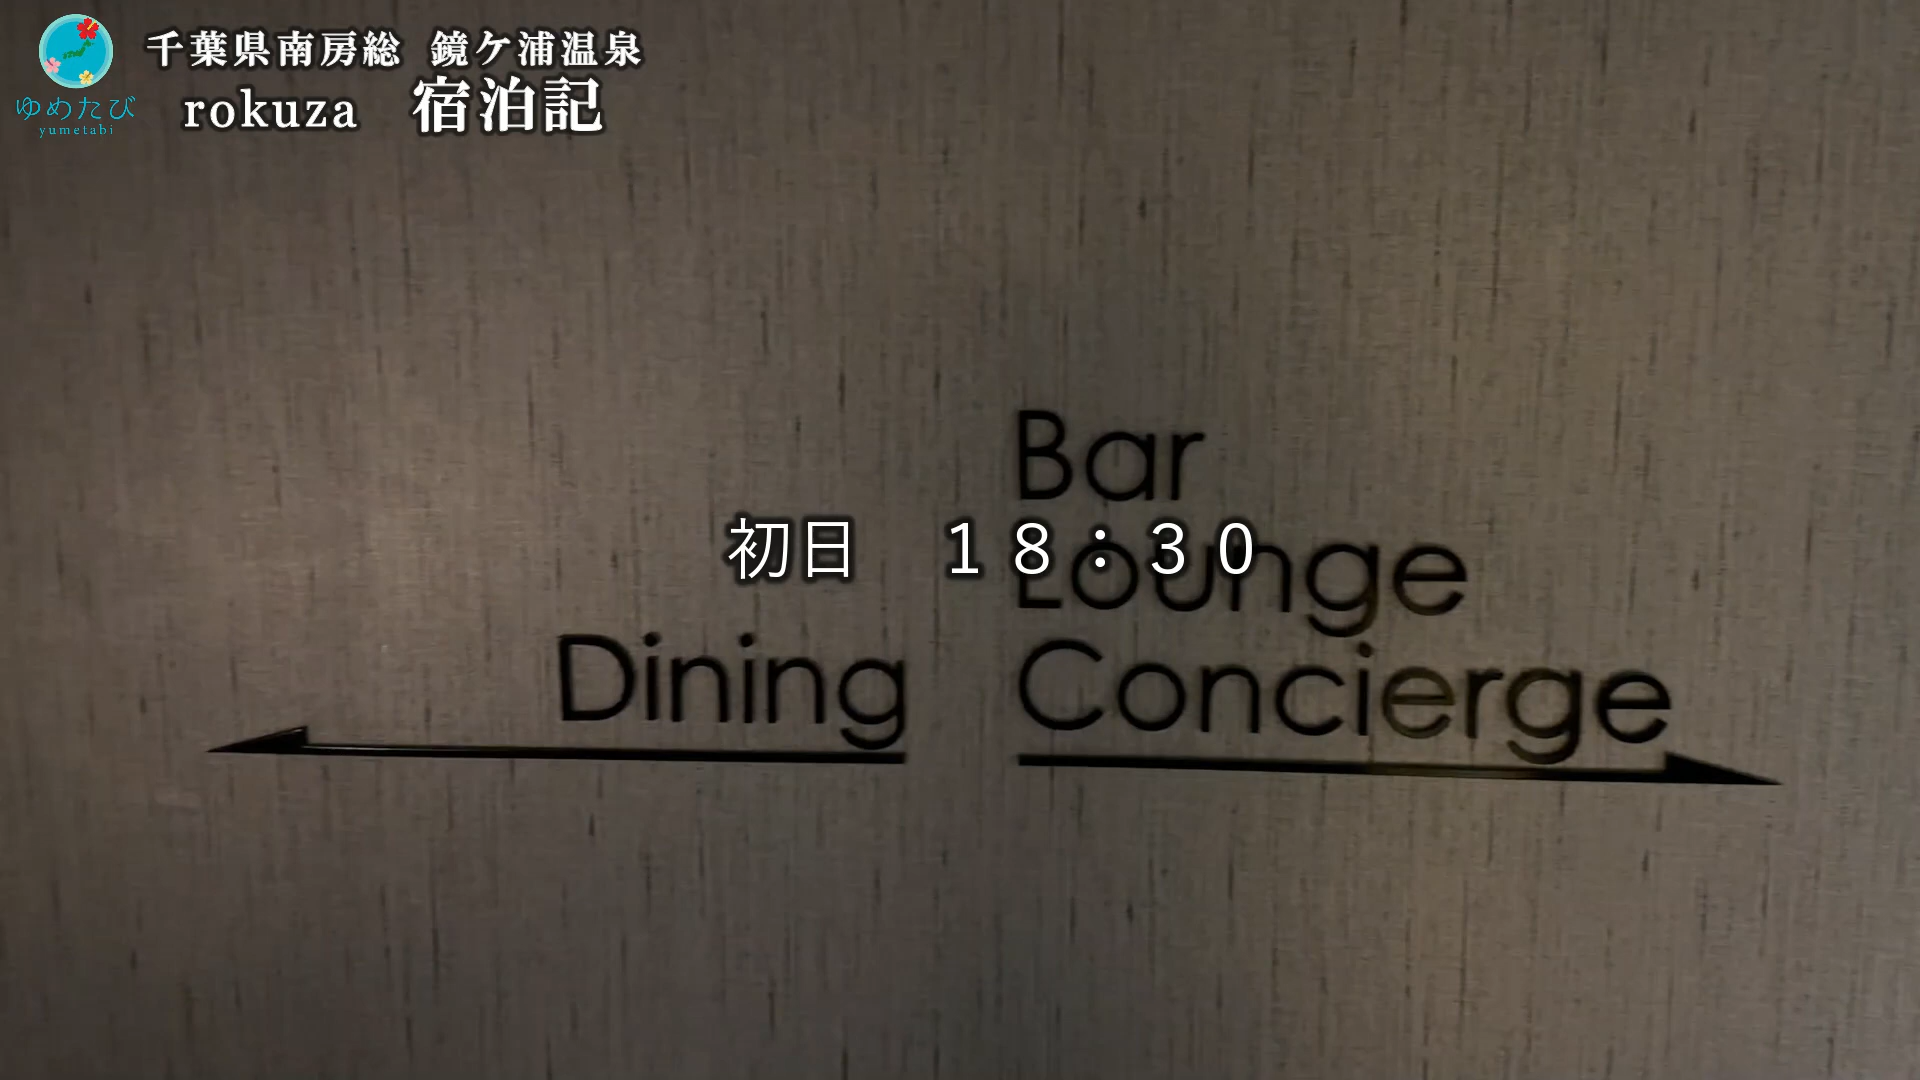 千葉県南房総 鏡ケ浦温泉
rokuza 宿泊記
ゆめたび
yumetabi
Bar
初日 18:30
Lounge
Dining
Concierge